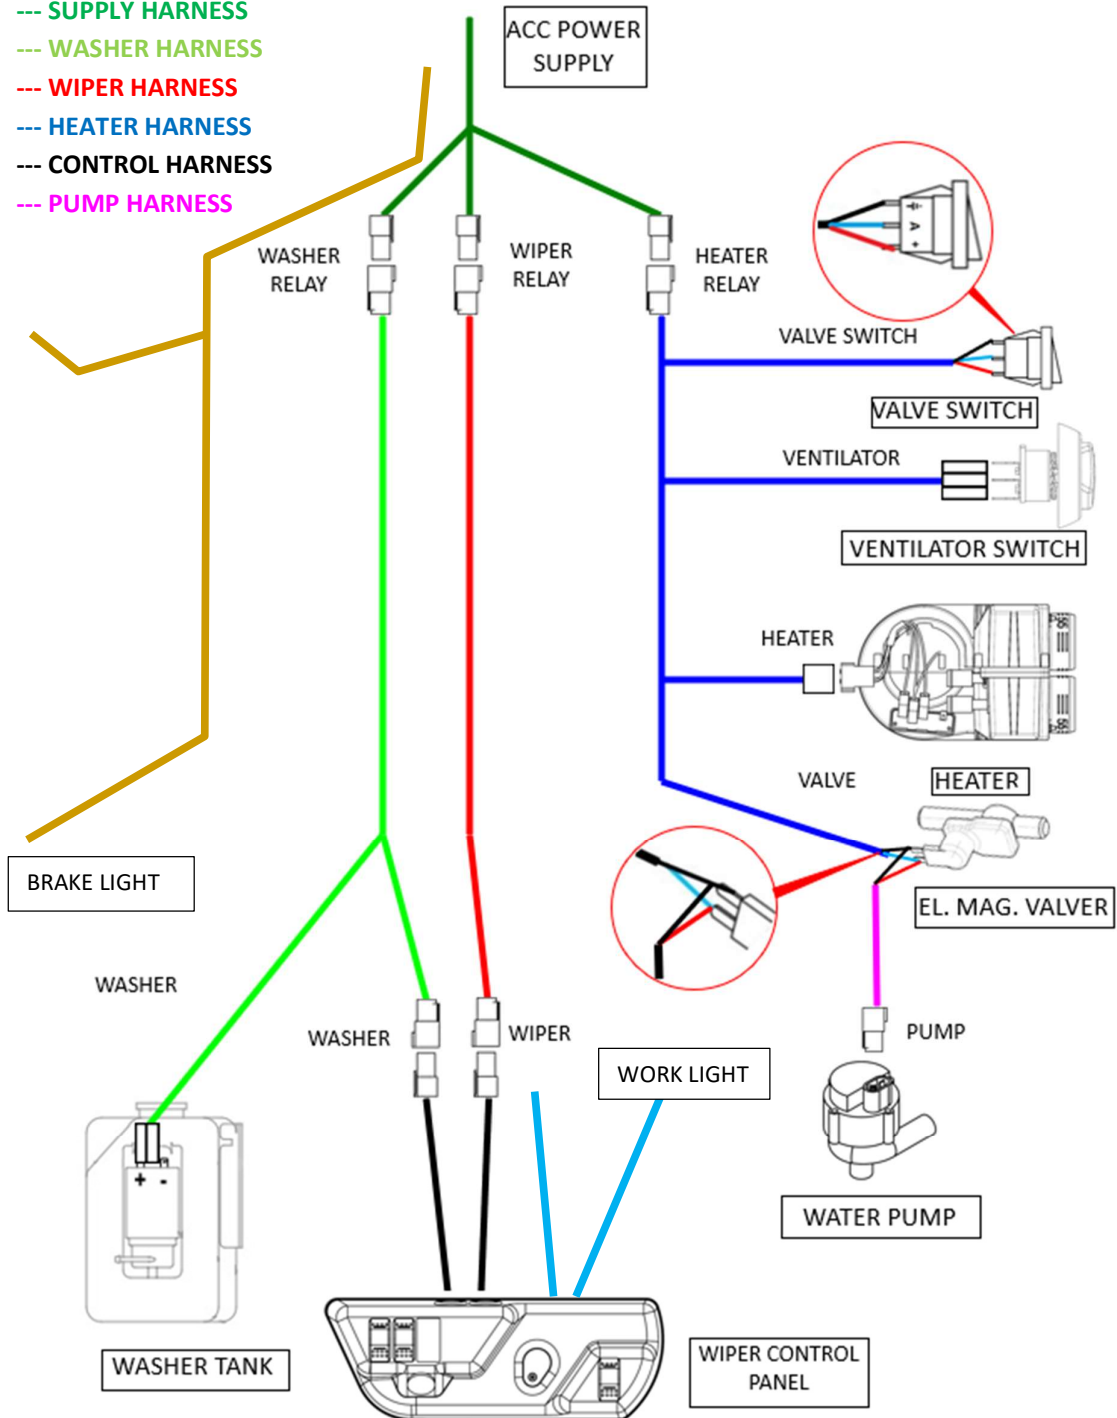 --- SUPPLY HARNESS
--- WASHER HARNESS
--- WIPER HARNESS
--- HEATER HARNESS
--- CONTROL HARNESS
--- PUMP HARNESS
ACC POWER
SUPPLY
WASHER
RELAY
WIPER
RELAY
HEATER
RELAY
A
+
VALVE SWITCH
VALVE SWITCH
VENTILATOR
VENTILATOR SWITCH
HEATER
HEATER
VALVE
EL. MAG. VALVER
BRAKE LIGHT
WASHER
WASHER
WIPER
PUMP
WORK LIGHT
+ -
WATER PUMP
WASHER TANK
WIPER CONTROL
PANEL